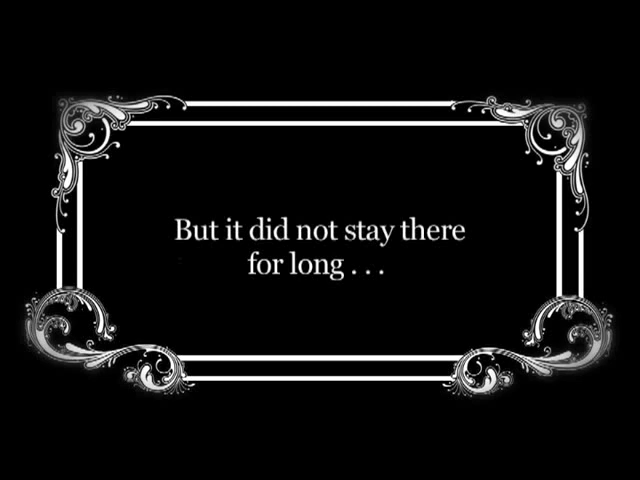 But it did not stay there
for long . . .